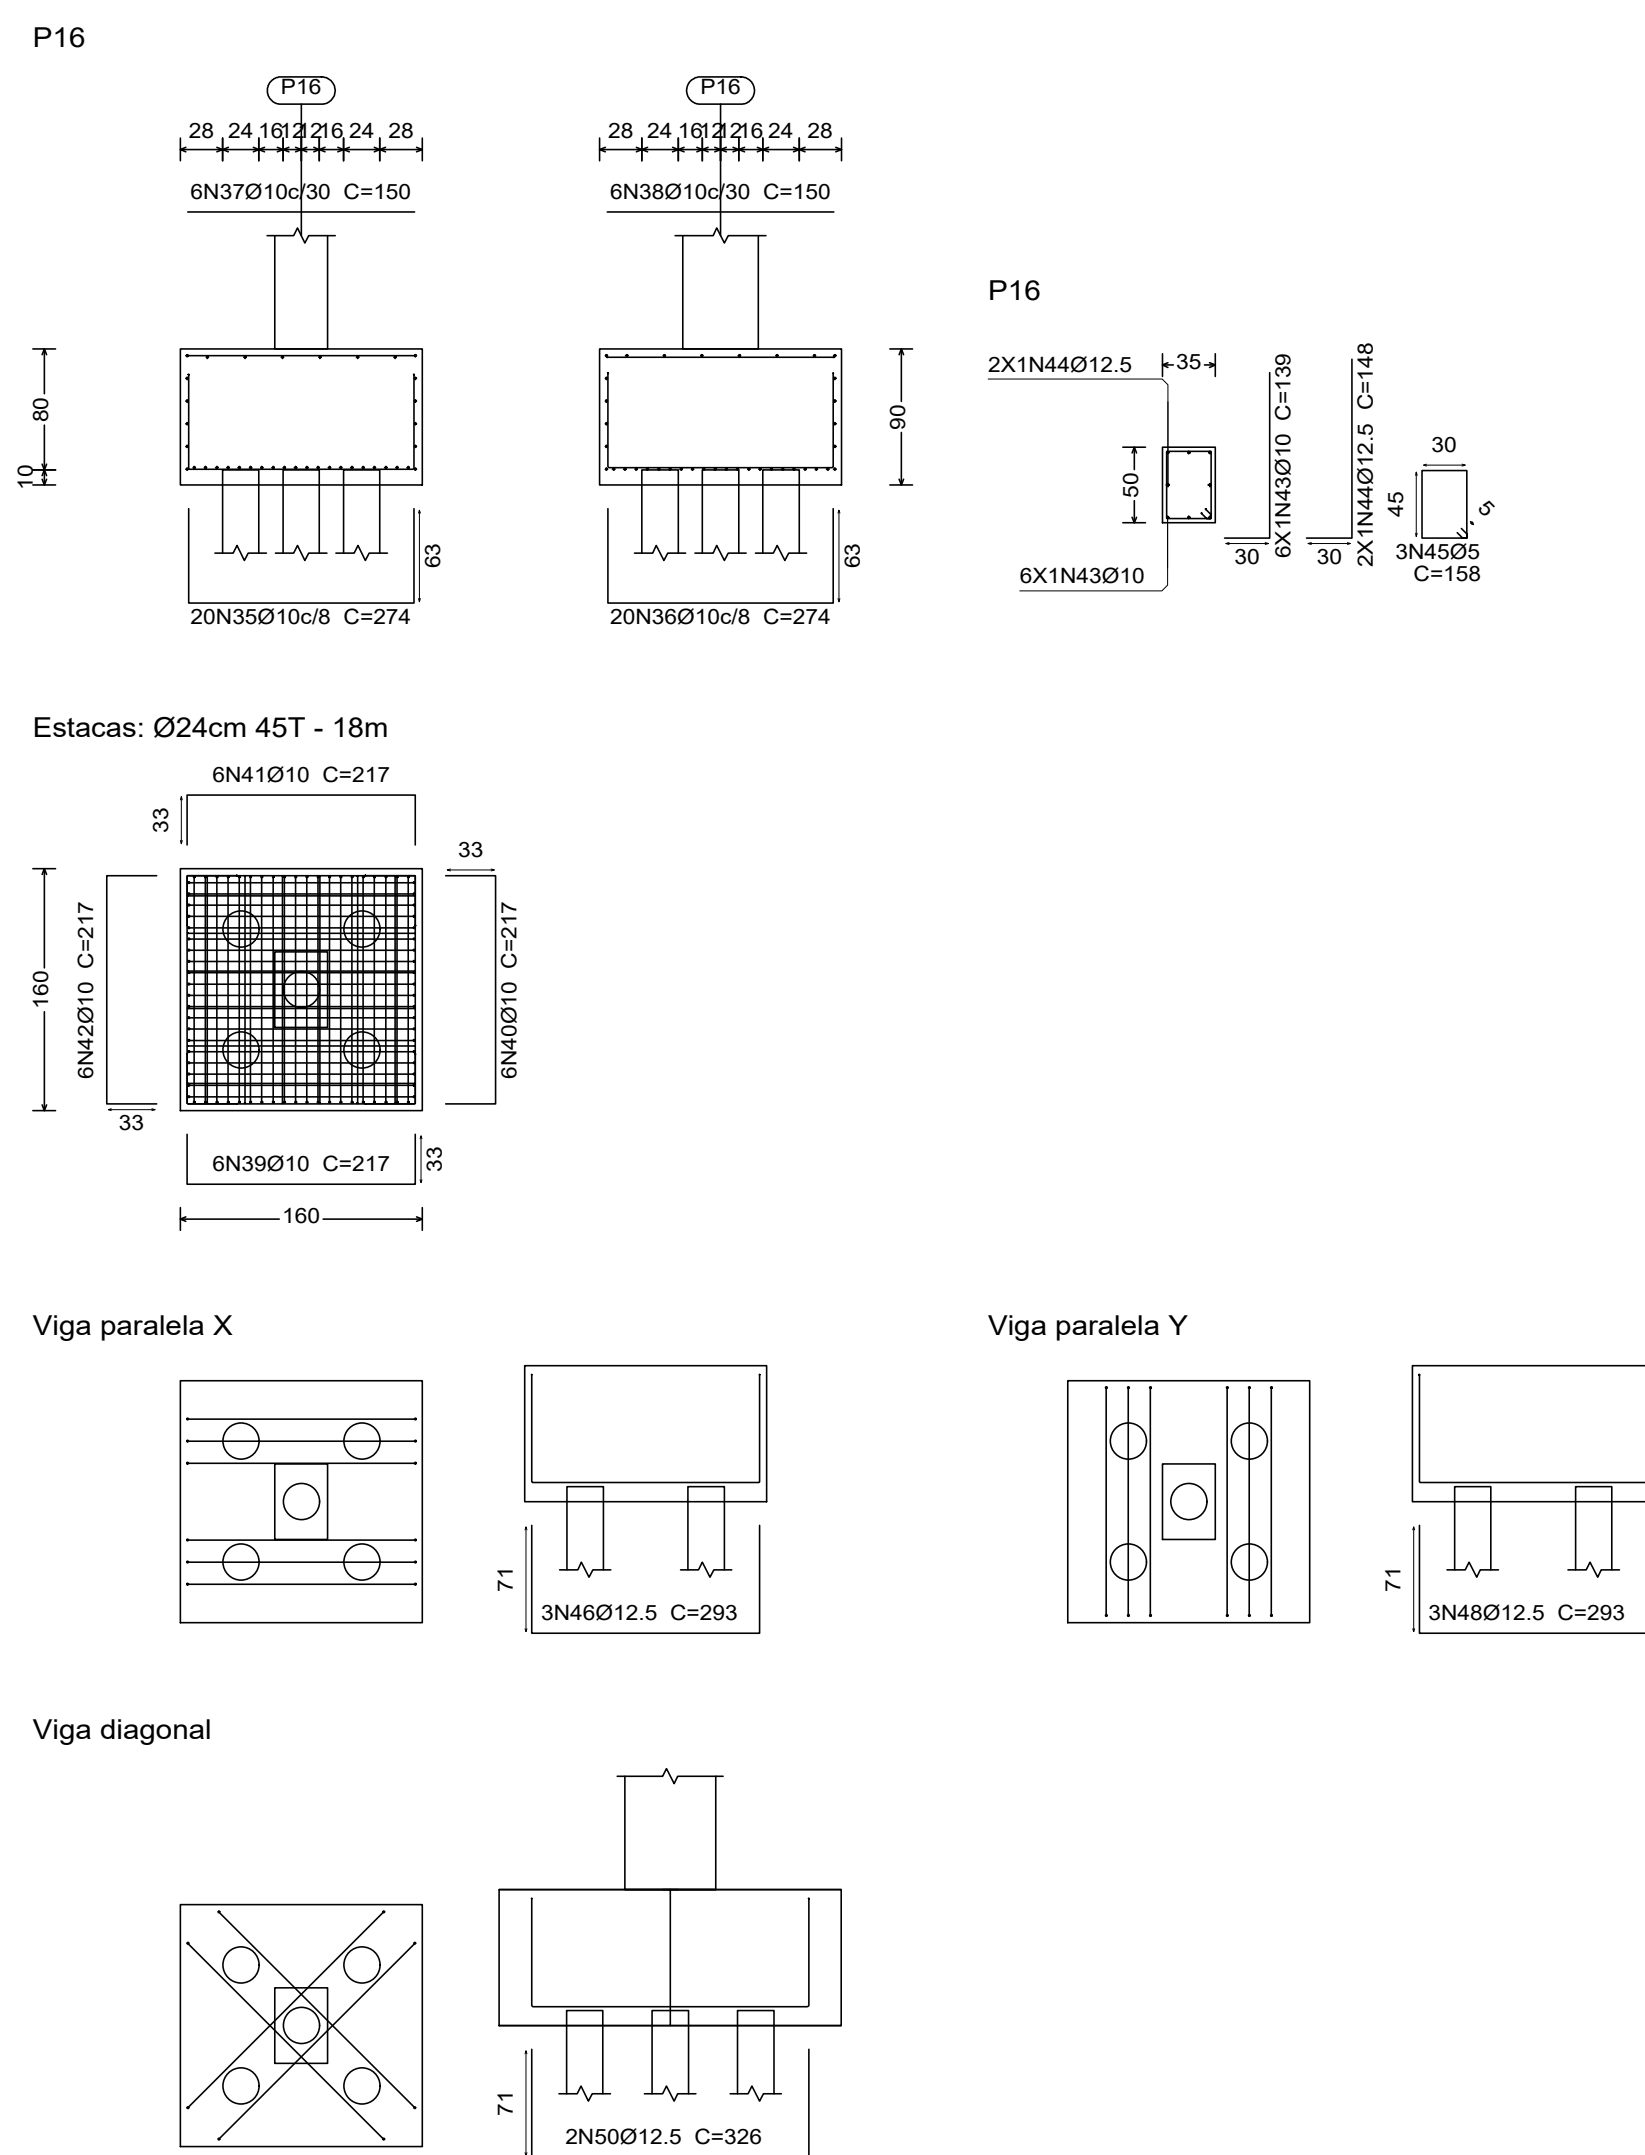 P16
P16
P16
28 24 16 12 12 16 24 28
28 24 16 12 12 16 24 28
6N37Ø10c/30 C=150
6N38Ø10c/30 C=150
80
10
90
63
63
20N35Ø10c/8 C=274
20N36Ø10c/8 C=274
P16
2X1N44Ø12.5
35
50
6X1N43Ø10
30
6X1N43Ø10 C=139
30
2X1N44Ø12.5 C=148
30
45
5
3N45Ø5
C=158
Estacas: Ø24cm 45T - 18m
6N41Ø10 C=217
33
33
160
6N42Ø10 C=217
6N40Ø10 C=217
33
6N39Ø10 C=217
33
160
Viga paralela X
71
3N46Ø12.5 C=293
Viga paralela Y
71
3N48Ø12.5 C=293
Viga diagonal
71
2N50Ø12.5 C=326